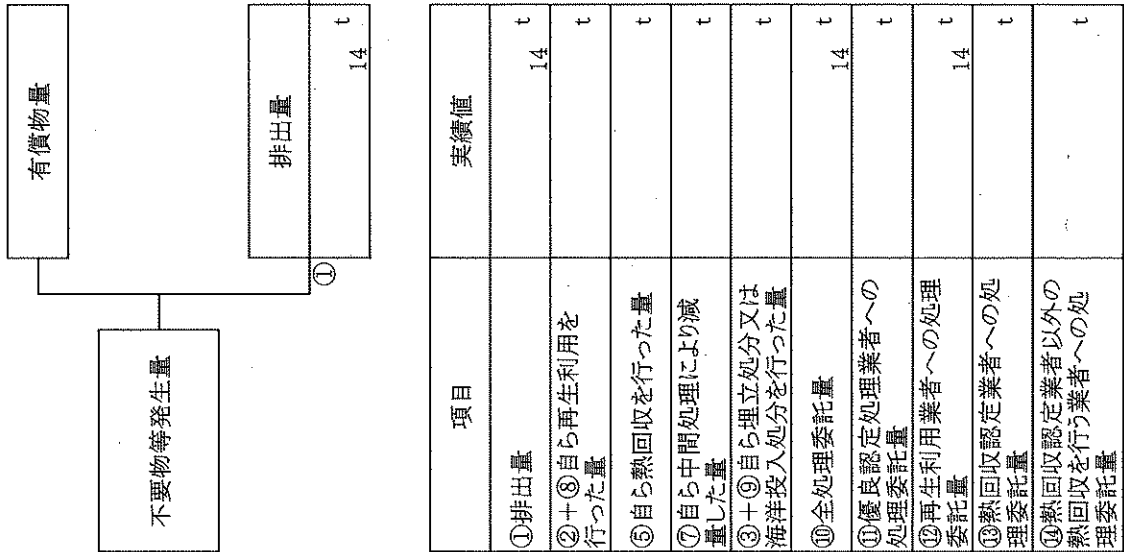 不要物等発生量
有償物量
排出量
①
14 t
項目
実績値
①排出量
14 t
②＋⑧自ら再生利用を
行った量
t
⑤自ら熱回収を行った量
t
⑦自ら中間処理により減
量した量
t
③＋⑨自ら埋立処分又は
海洋投入処分を行った量
t
⑩全処理委託量
14 t
⑪優良認定処理業者への
処理委託量
t
⑫再生利用業者への処理
委託量
14 t
⑬熱回収認定業者への処
理委託量
t
⑭熱回収認定業者以外の
熱回収を行う業者への処
理委託量
t